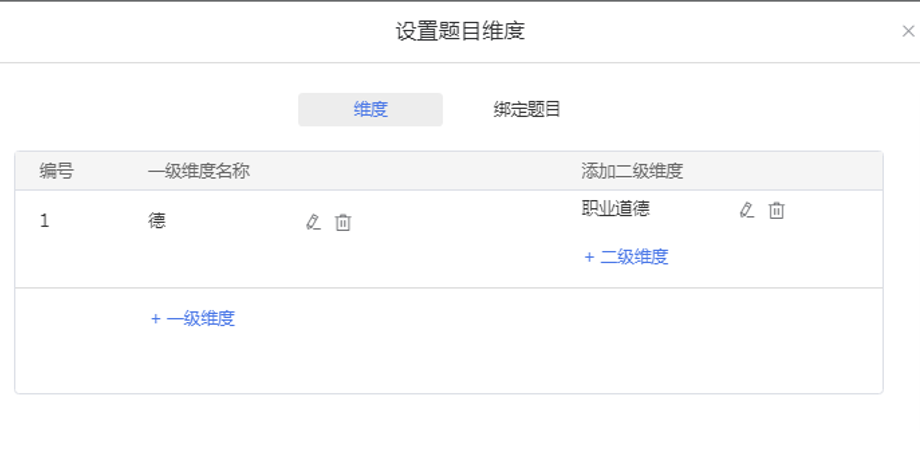 设置题目维度
维度 绑定题目
编号 一级维度名称 添加二级维度
1 德 职业道德
+ 二级维度
+ 一级维度